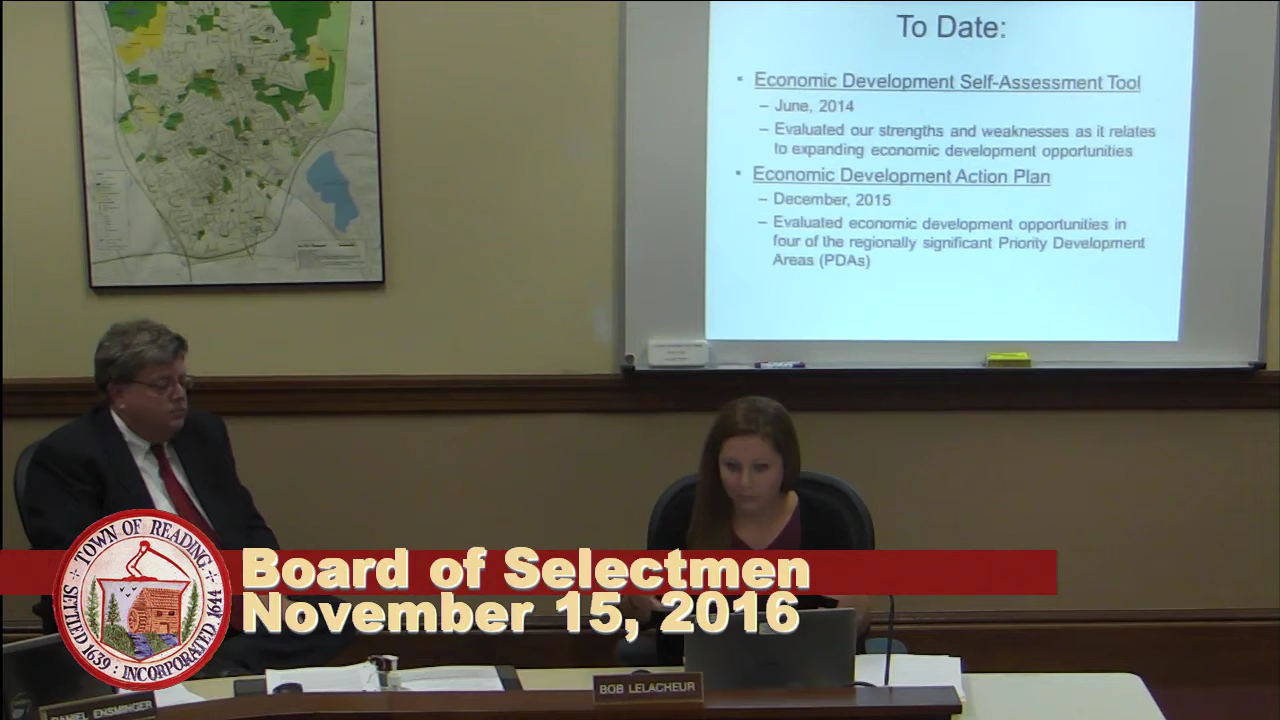 To Date:
Economic Development Self-Assessment Tool
– June, 2014
– Evaluated our strengths and weaknesses as it relates
to expanding economic development opportunities
Economic Development Action Plan
– December, 2015
– Evaluated economic development opportunities in
four of the regionally significant Priority Development
Areas (PDAs)
TOWN OF READING
SETTLED 1639 : INCORPORATED 1644
Board of Selectmen
November 15, 2016
BOB LELACHEUR
DANIEL ENSMINGER